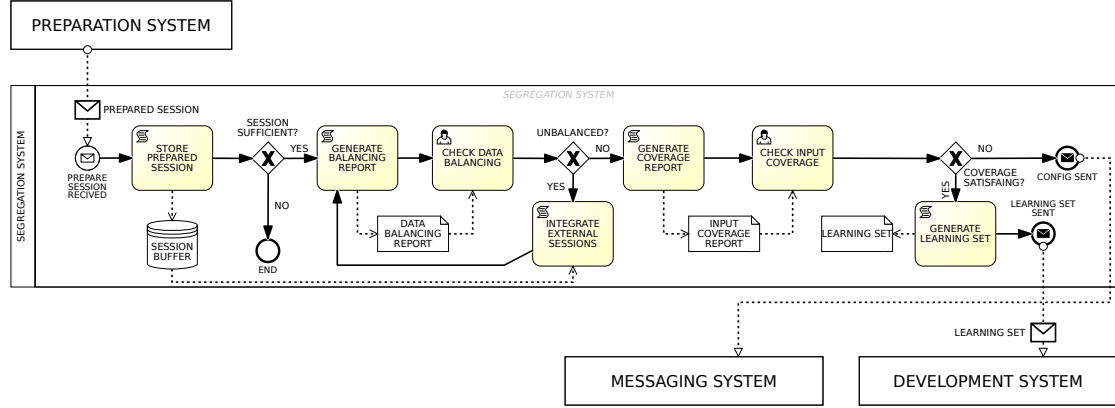 PREPARATION SYSTEM
SEGREGATION SYSTEM
SEGREGATION SYSTEM
PREPARED SESSION
PREPARE
SESSION
RECIVED
STORE
PREPARED
SESSION
SESSION
BUFFER
SESSION
SUFFICIENT?
YES
NO
END
GENERATE
BALANCING
REPORT
DATA
BALANCING
REPORT
CHECK DATA
BALANCING
UNBALANCED?
NO
YES
INTEGRATE
EXTERNAL
SESSIONS
GENERATE
COVERAGE
REPORT
INPUT
COVERAGE
REPORT
CHECK INPUT
COVERAGE
NO
COVERAGE
SATISFAING?
YES
CONFIG SENT
LEARNING SET
GENERATE
LEARNING SET
LEARNING SET
SENT
LEARNING SET
MESSAGING SYSTEM
DEVELOPMENT SYSTEM